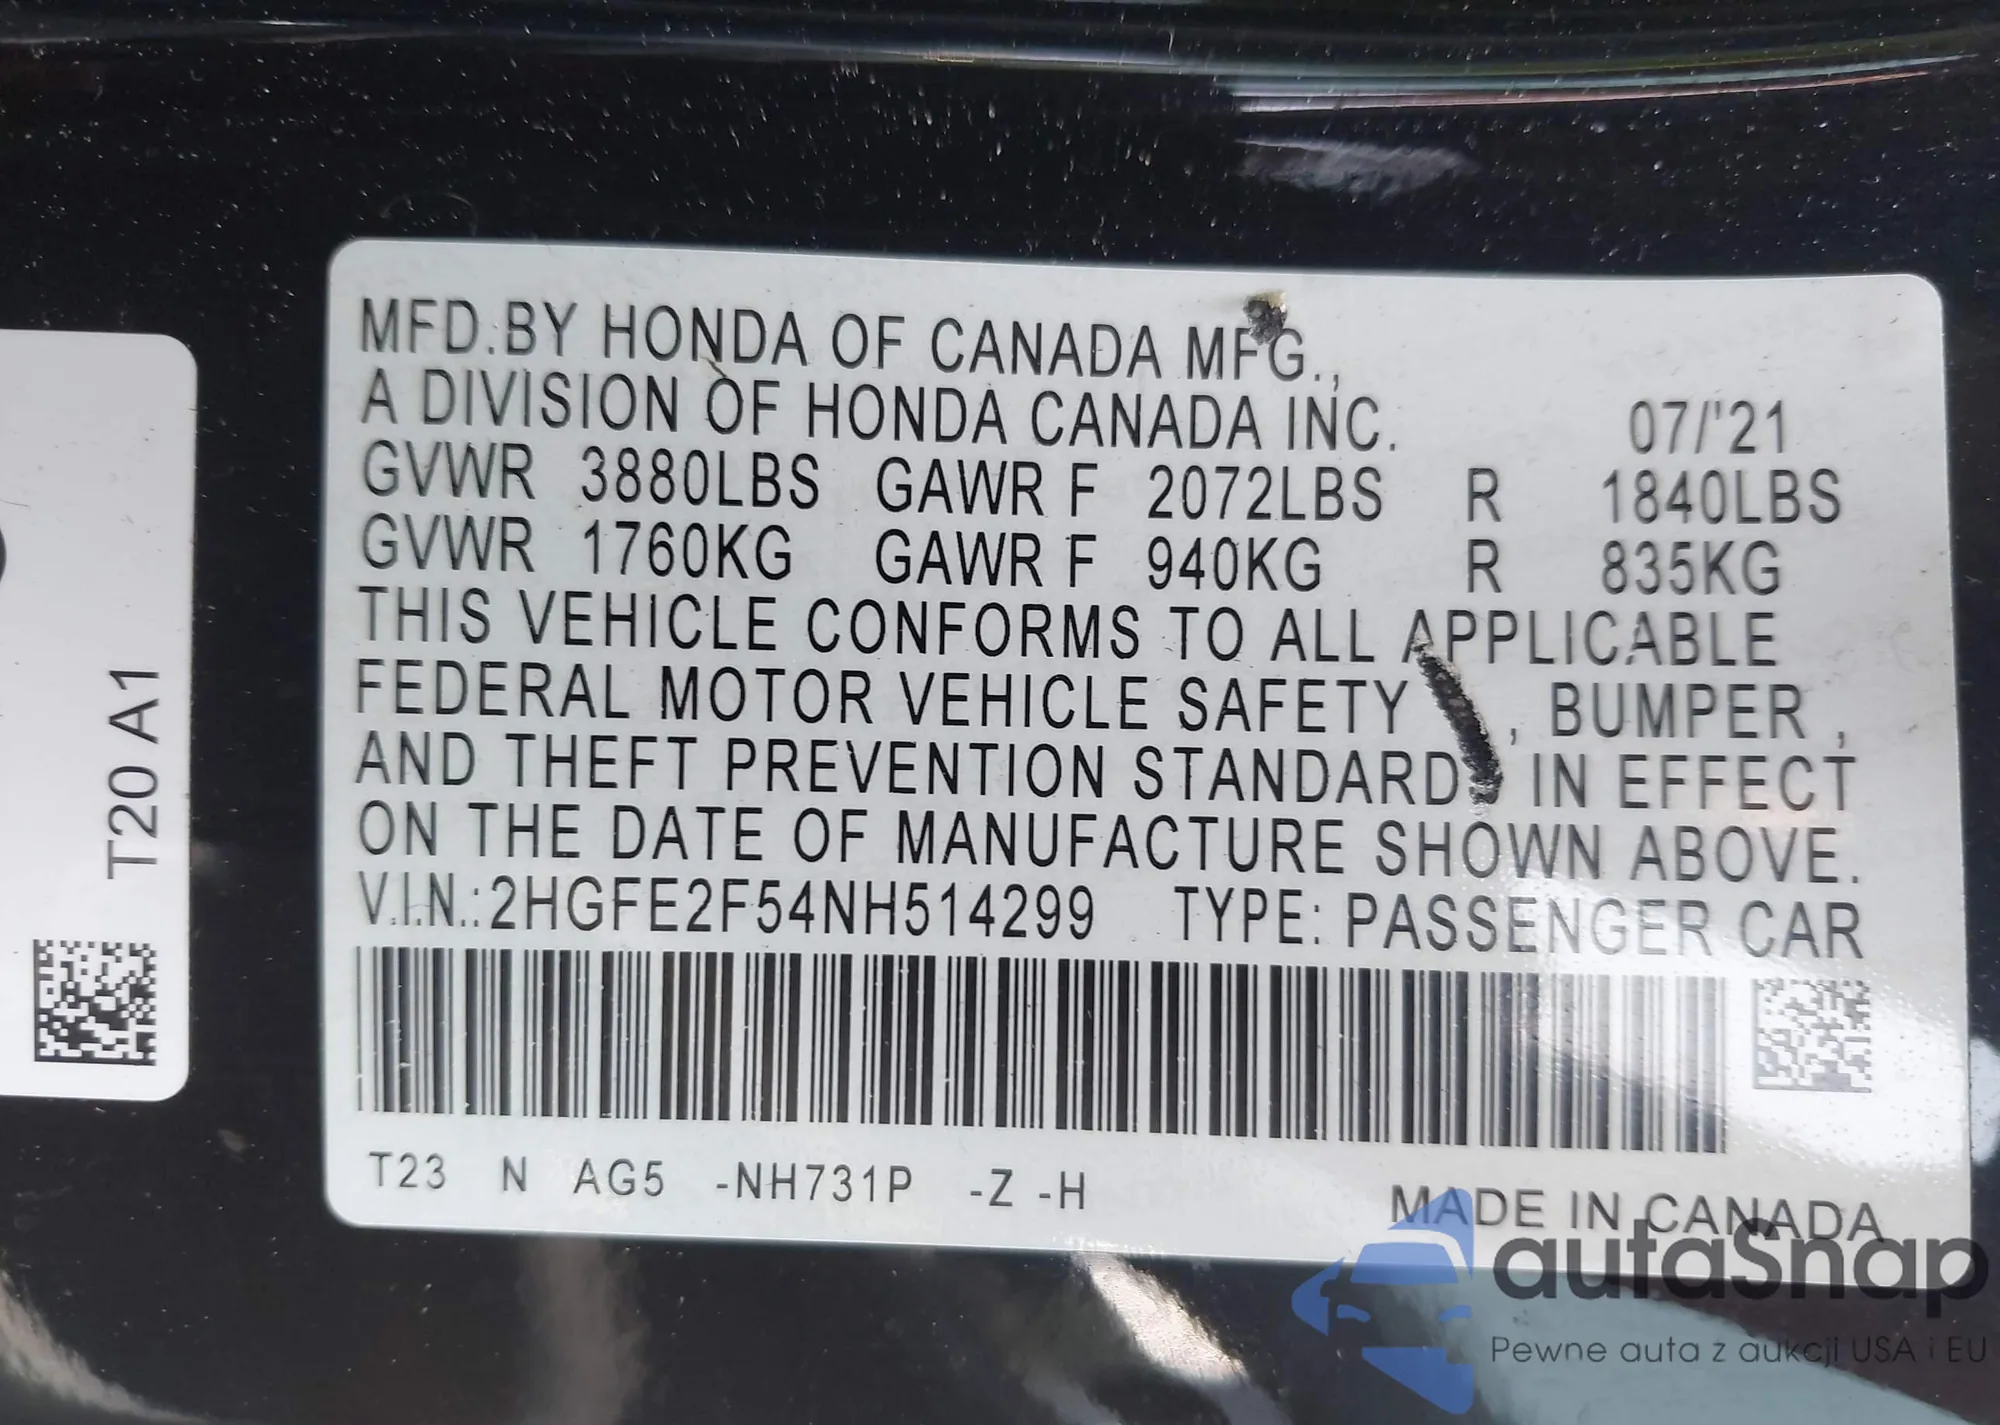 MFD.BY HONDA OF CANADA MFG.,
A DIVISION OF HONDA CANADA INC. 07/'21
GVWR 3880LBS GAWR F 2072LBS R 1840LBS
GVWR 1760KG GAWR F 940KG R 835KG
THIS VEHICLE CONFORMS TO ALL APPLICABLE
FEDERAL MOTOR VEHICLE SAFETY , BUMPER ,
AND THEFT PREVENTION STANDARDS IN EFFECT
ON THE DATE OF MANUFACTURE SHOWN ABOVE.
V.I.N.:2HGFE2F54NH514299 TYPE: PASSENGER CAR
T23 N AG5 -NH731P -Z -H
MADE IN CANADA
T20 A1
autaSnap
Pewne auta z aukcji USA i EU